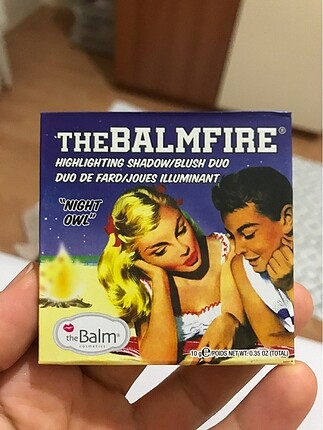 THEBALMFIRE®
HIGHLIGHTING SHADOW/BLUSH DUO
DUO DE FARD/JOUES ILLUMINANT
"NIGHT
OWL"
theBalm®
cosmetics
10 g ℮ /POIDS NET WT. 0.35 OZ (TOTAL)